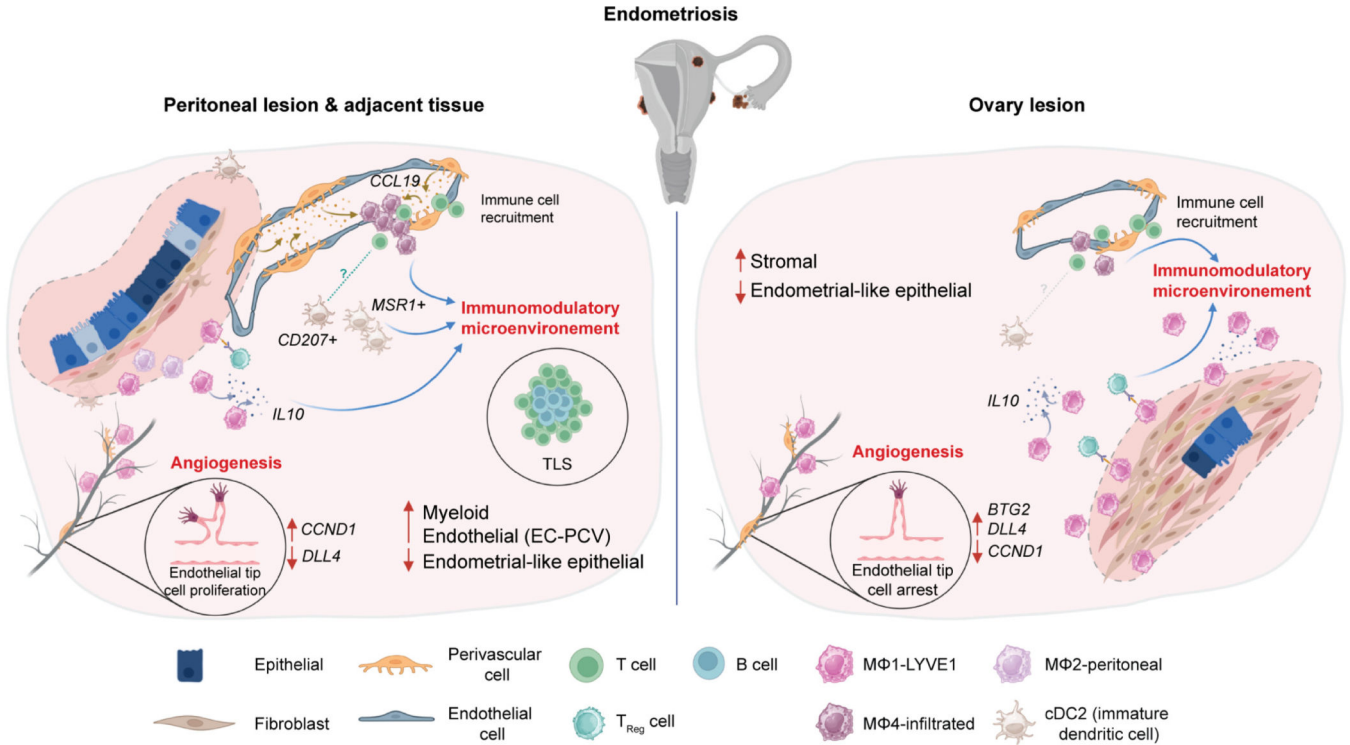 Endometriosis
Peritoneal lesion & adjacent tissue
CCL19
Immune cell
recruitment
?
MSR1+
CD207+
Immunomodulatory
microenvironement
IL10
TLS
Angiogenesis
Endothelial tip
cell proliferation
CCND1
DLL4
Myeloid
Endothelial (EC-PCV)
Endometrial-like epithelial
Ovary lesion
Immune cell
recruitment
Stromal
Endometrial-like epithelial
?
Immunomodulatory
microenvironement
IL10
Angiogenesis
Endothelial tip
cell arrest
BTG2
DLL4
CCND1
Epithelial
Perivascular
cell
T cell
B cell
MΦ1-LYVE1
MΦ2-peritoneal
Fibroblast
Endothelial
cell
TReg cell
MΦ4-infiltrated
cDC2 (immature
dendritic cell)